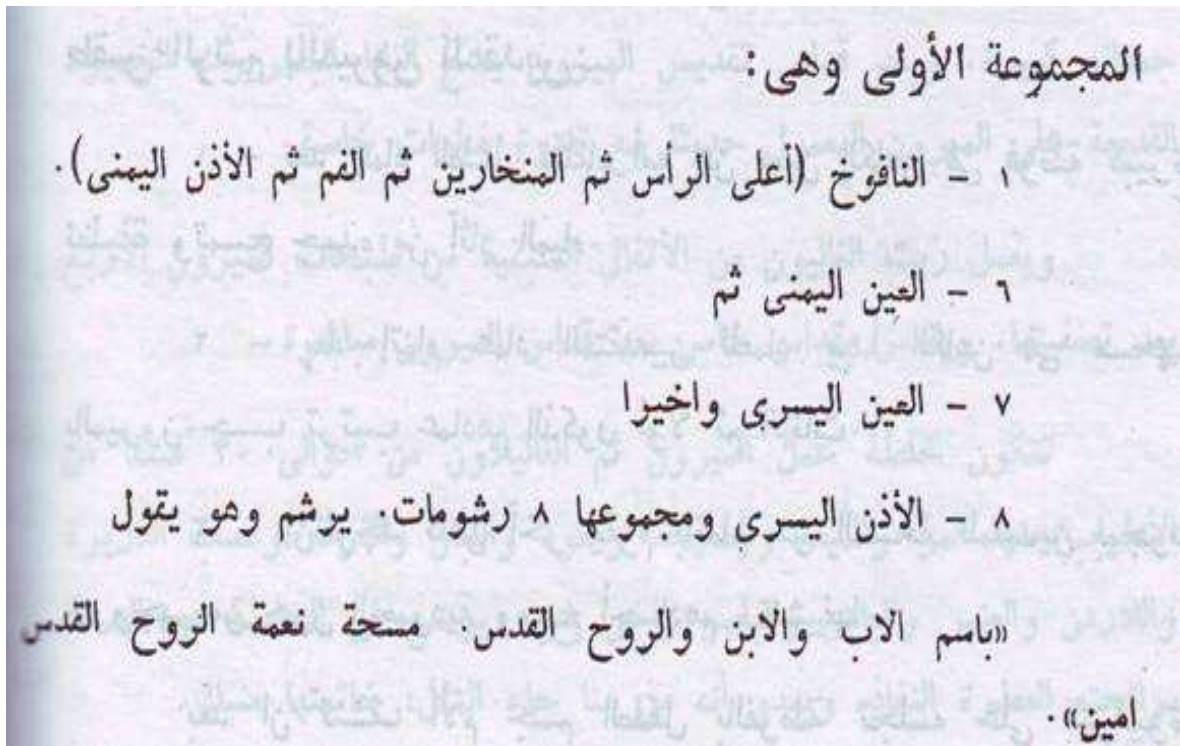 المجموعة الأولى وهى:
١ - النافوخ (أعلى الرأس ثم المنخارين ثم الفم ثم الأذن اليمنى).
٦ - العين اليمنى ثم
٧ - العين اليسرى واخيرا
٨ - الأذن اليسرى ومجموعها ٨ رشومات. يرشم وهو يقول
«باسم الاب والابن والروح القدس. مسحة نعمة الروح القدس
امين».